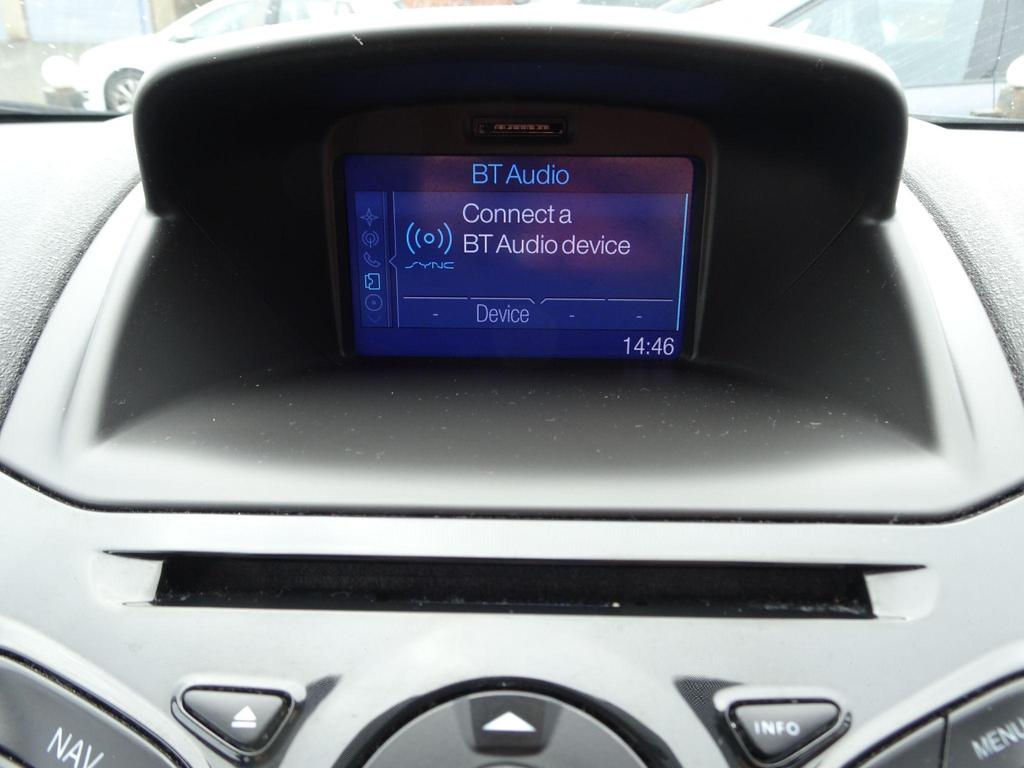 BT Audio
Connect a
BT Audio device
SYNC
- Device - -
14:46
NAV
INFO
MENU